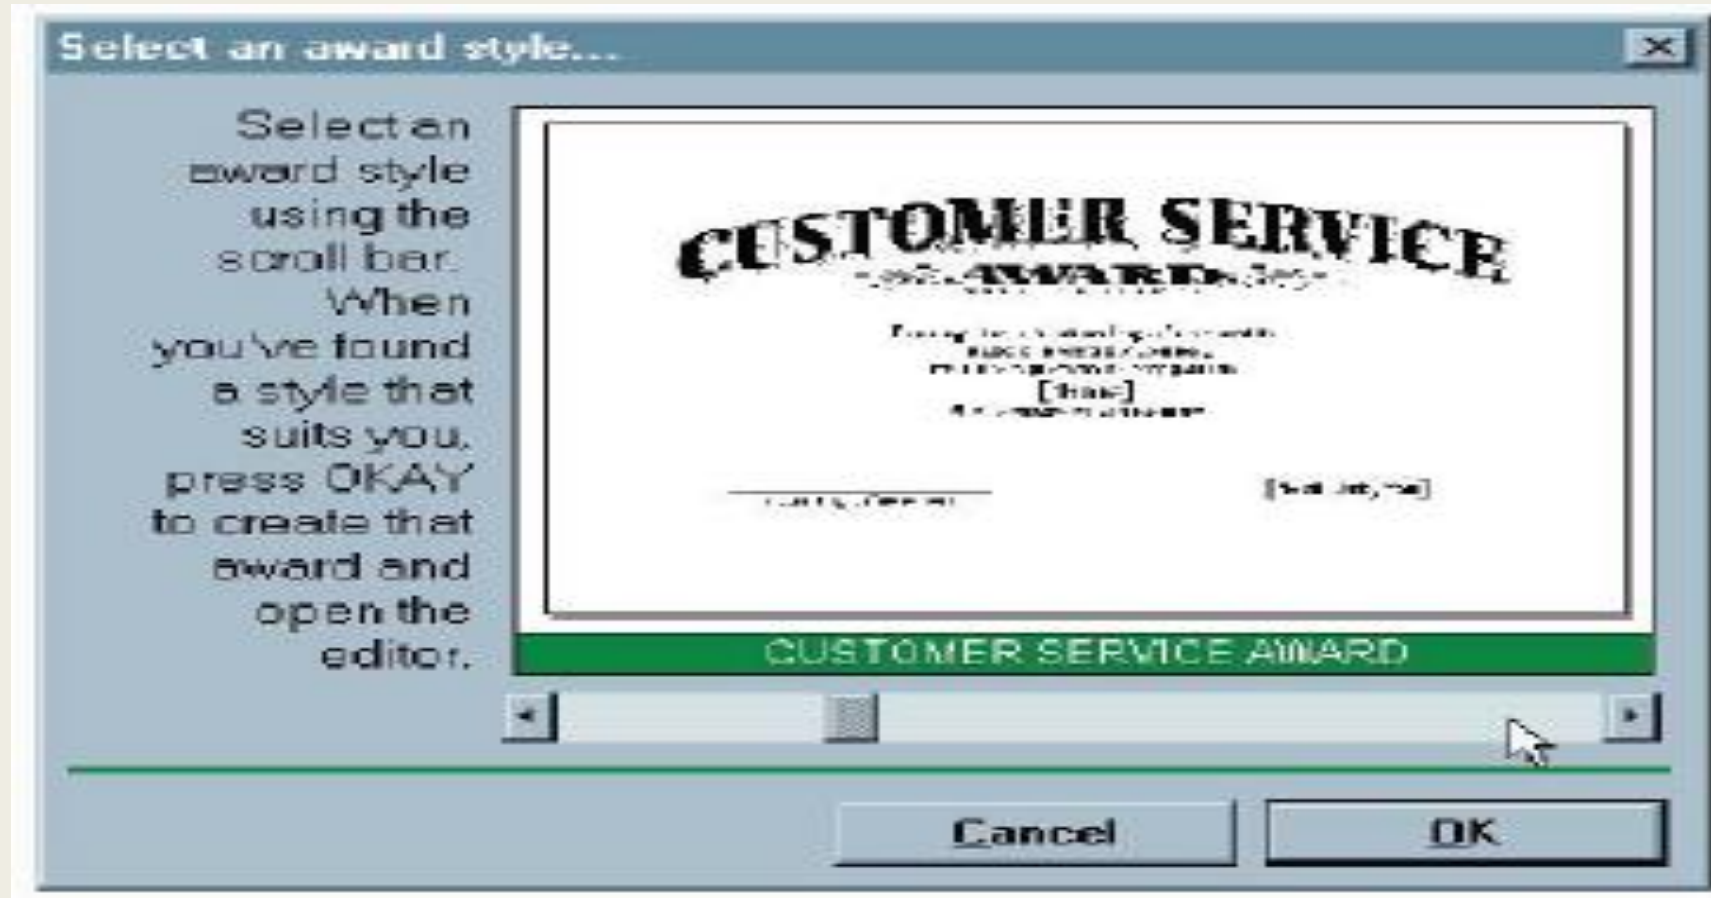 Select an award style...
Select an
award style
using the
scroll bar.
When
you've found
a style that
suits you,
press OKAY
to create that
award and
open the
editor.
CUSTOMER SERVICE
AWARD
[Name]
CUSTOMER SERVICE AWARD
Cancel
OK